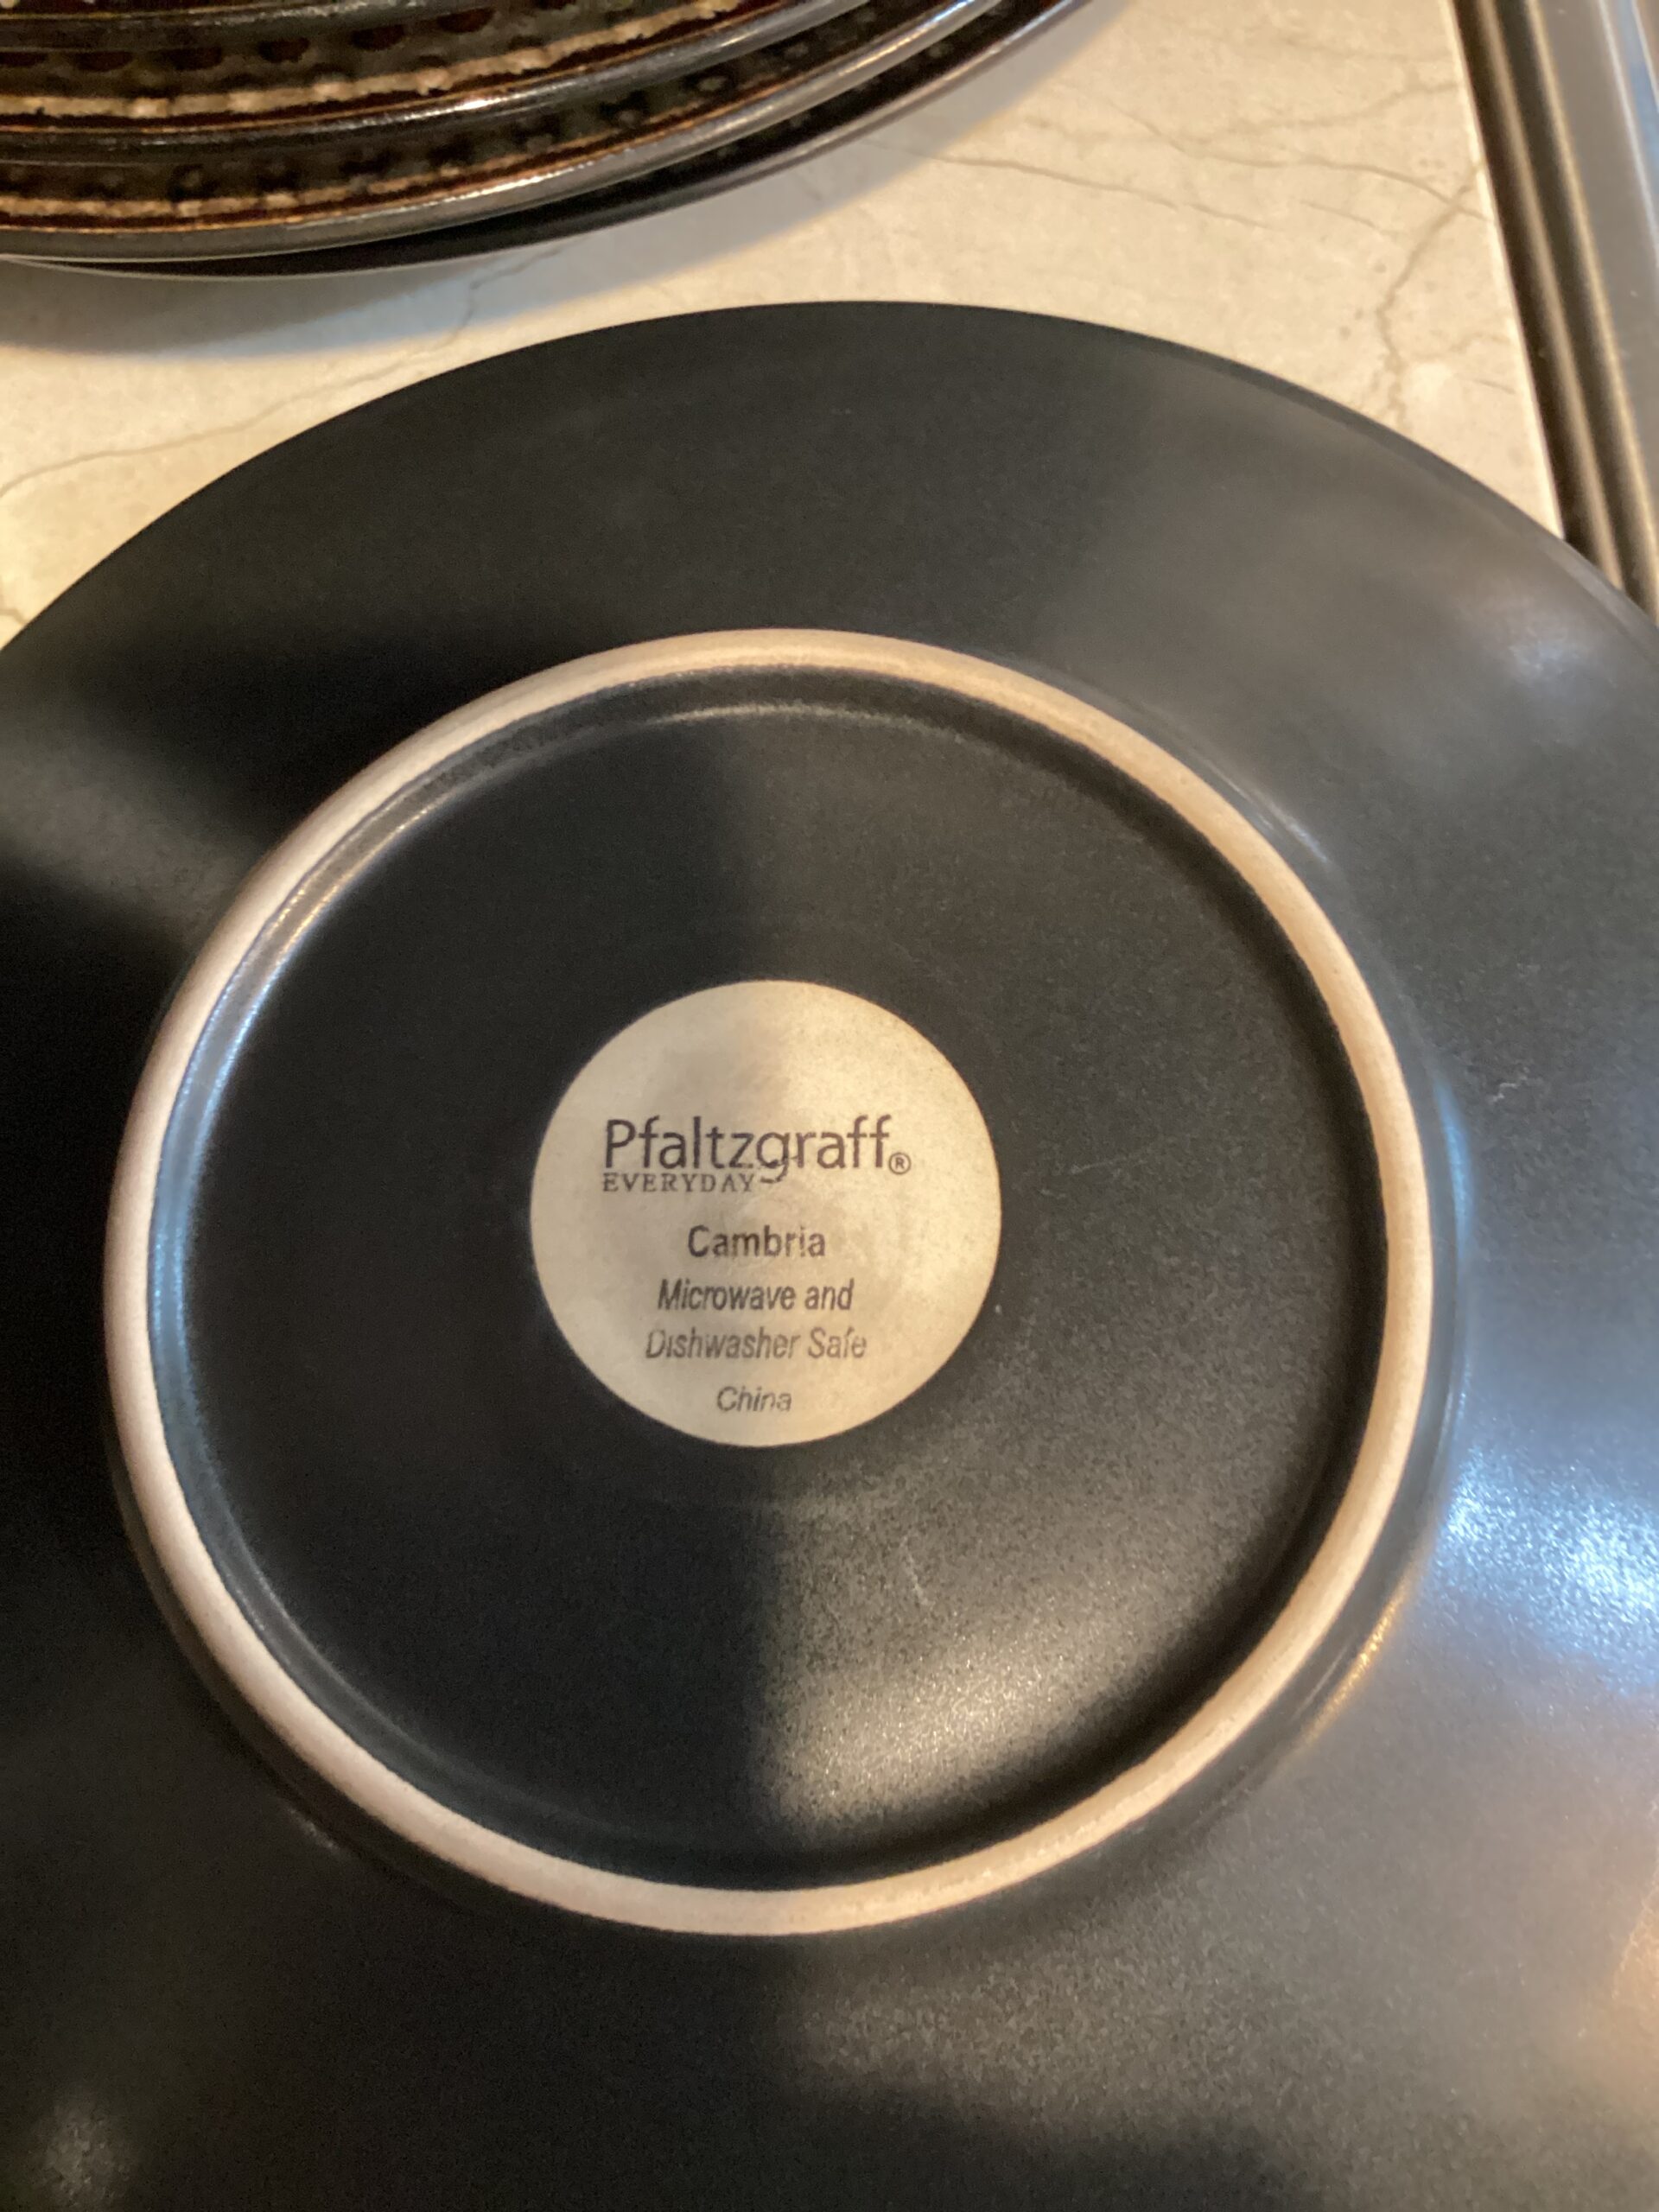 Pfaltzgraff®
EVERYDAY
Cambria
Microwave and
Dishwasher Safe
China